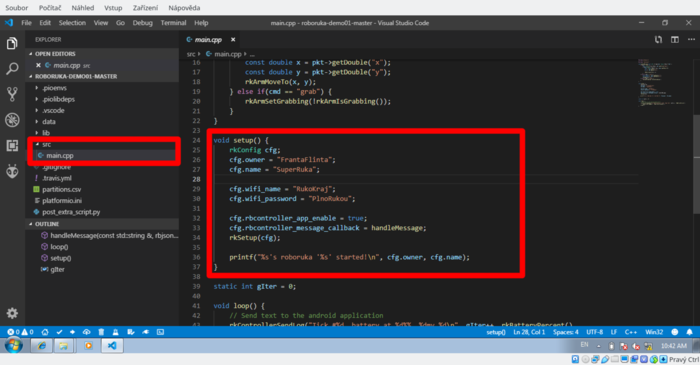 Soubor Počítač Náhled Vstup Zařízení Nápověda
File Edit Selection View Go Debug Terminal Help main.cpp - roboruka-demo01-master - Visual Studio Code
EXPLORER
OPEN EDITORS
main.cpp src
ROBORUKA-DEMO01-MASTER
.pioenvs
.piolibdeps
.vscode
data
lib
src
main.cpp
.gitignore
.travis.yml
partitions.csv
platformio.ini
post_extra_script.py
OUTLINE
handleMessage(const std::string &, rbjson
loop()
setup()
gIter
main.cpp
src > main.cpp > ...
16 const double x = pkt->getDouble("x");
17 const double y = pkt->getDouble("y");
18 rkArmMoveTo(x, y);
19 } else if(cmd == "grab") {
20 rkArmSetGrabbing(!rkArmIsGrabbing());
21 }
22 }
23
24 void setup() {
25 rkConfig cfg;
26 cfg.owner = "FrantaFlinta";
27 cfg.name = "SuperRuka";
28
29 cfg.wifi_name = "RukoKraj";
30 cfg.wifi_password = "PlnoRukou";
31
32 cfg.rbcontroller_app_enable = true;
33 cfg.rbcontroller_message_callback = handleMessage;
34 rkSetup(cfg);
35
36 printf("%s's roboruka '%s' started!\n", cfg.owner, cfg.name);
37 }
38
39 static int gIter = 0;
40
41 void loop() {
42 // Send text to the android application
0 0 setup() Ln 28, Col 1 Spaces: 4 UTF-8 LF C++ Win32
EN 10:42 AM
Pravý Ctrl